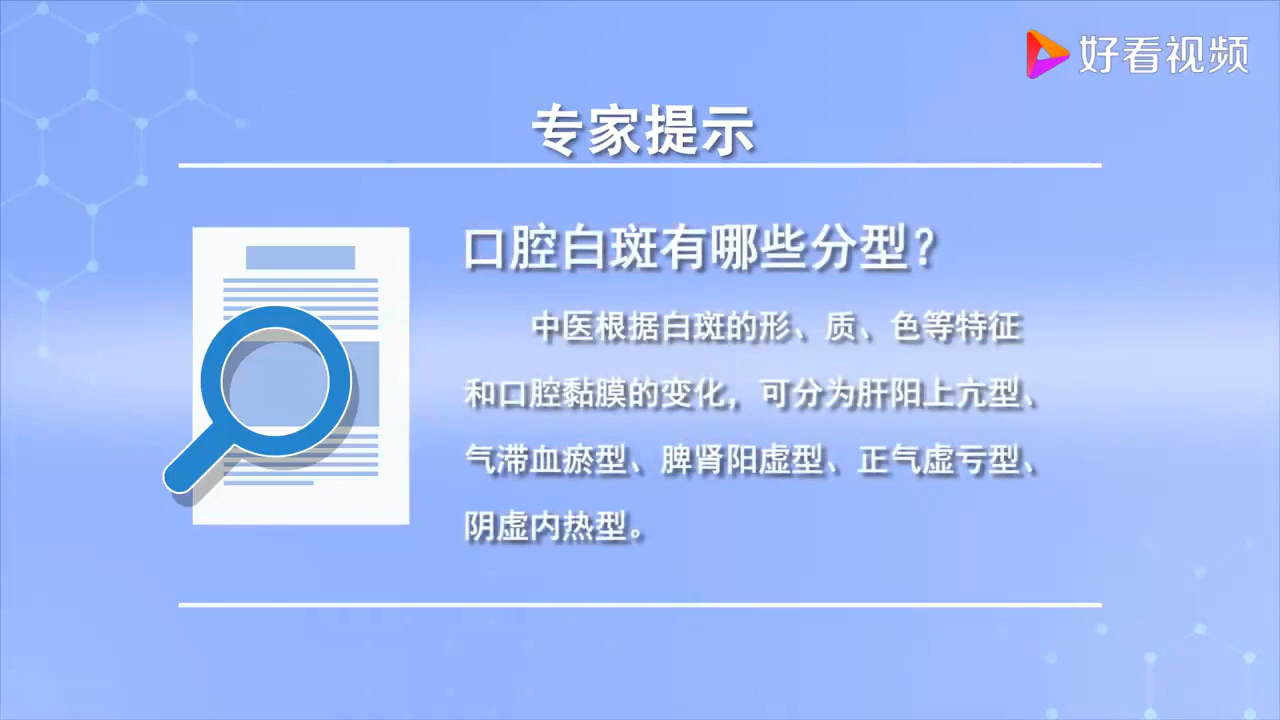 好看视频
专家提示
口腔白斑有哪些分型？
中医根据白斑的形、质、色等特征
和口腔黏膜的变化，可分为肝阳上亢型、
气滞血瘀型、脾肾阳虚型、正气虚亏型、
阴虚内热型。